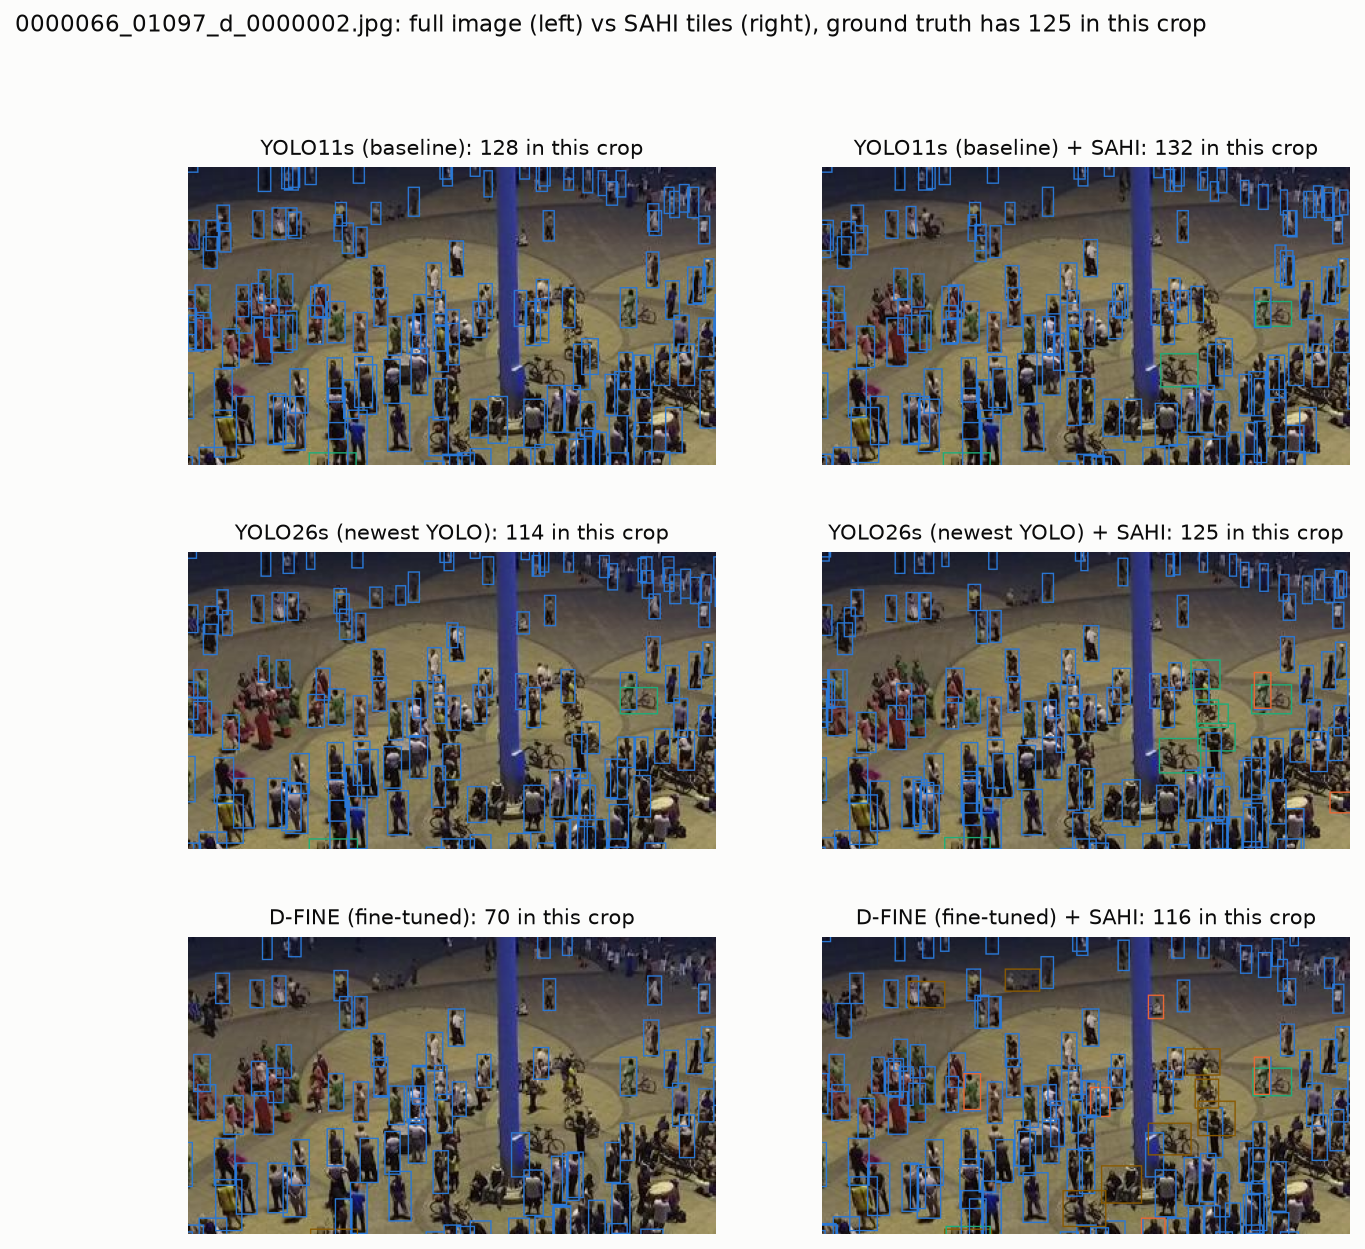 0000066_01097_d_0000002.jpg: full image (left) vs SAHI tiles (right), ground truth has 125 in this crop
YOLO11s (baseline): 128 in this crop
YOLO11s (baseline) + SAHI: 132 in this crop
YOLO26s (newest YOLO): 114 in this crop
YOLO26s (newest YOLO) + SAHI: 125 in this crop
D-FINE (fine-tuned): 70 in this crop
D-FINE (fine-tuned) + SAHI: 116 in this crop